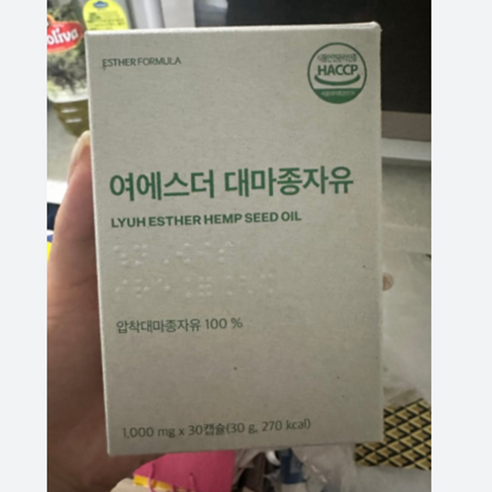 oliva
ESTHER FORMULA
HACCP
여에스더 대마종자유
LYUH ESTHER HEMP SEED OIL
압착대마종자유 100 %
1,000 mg x 30캡슐(30 g, 270 kcal)